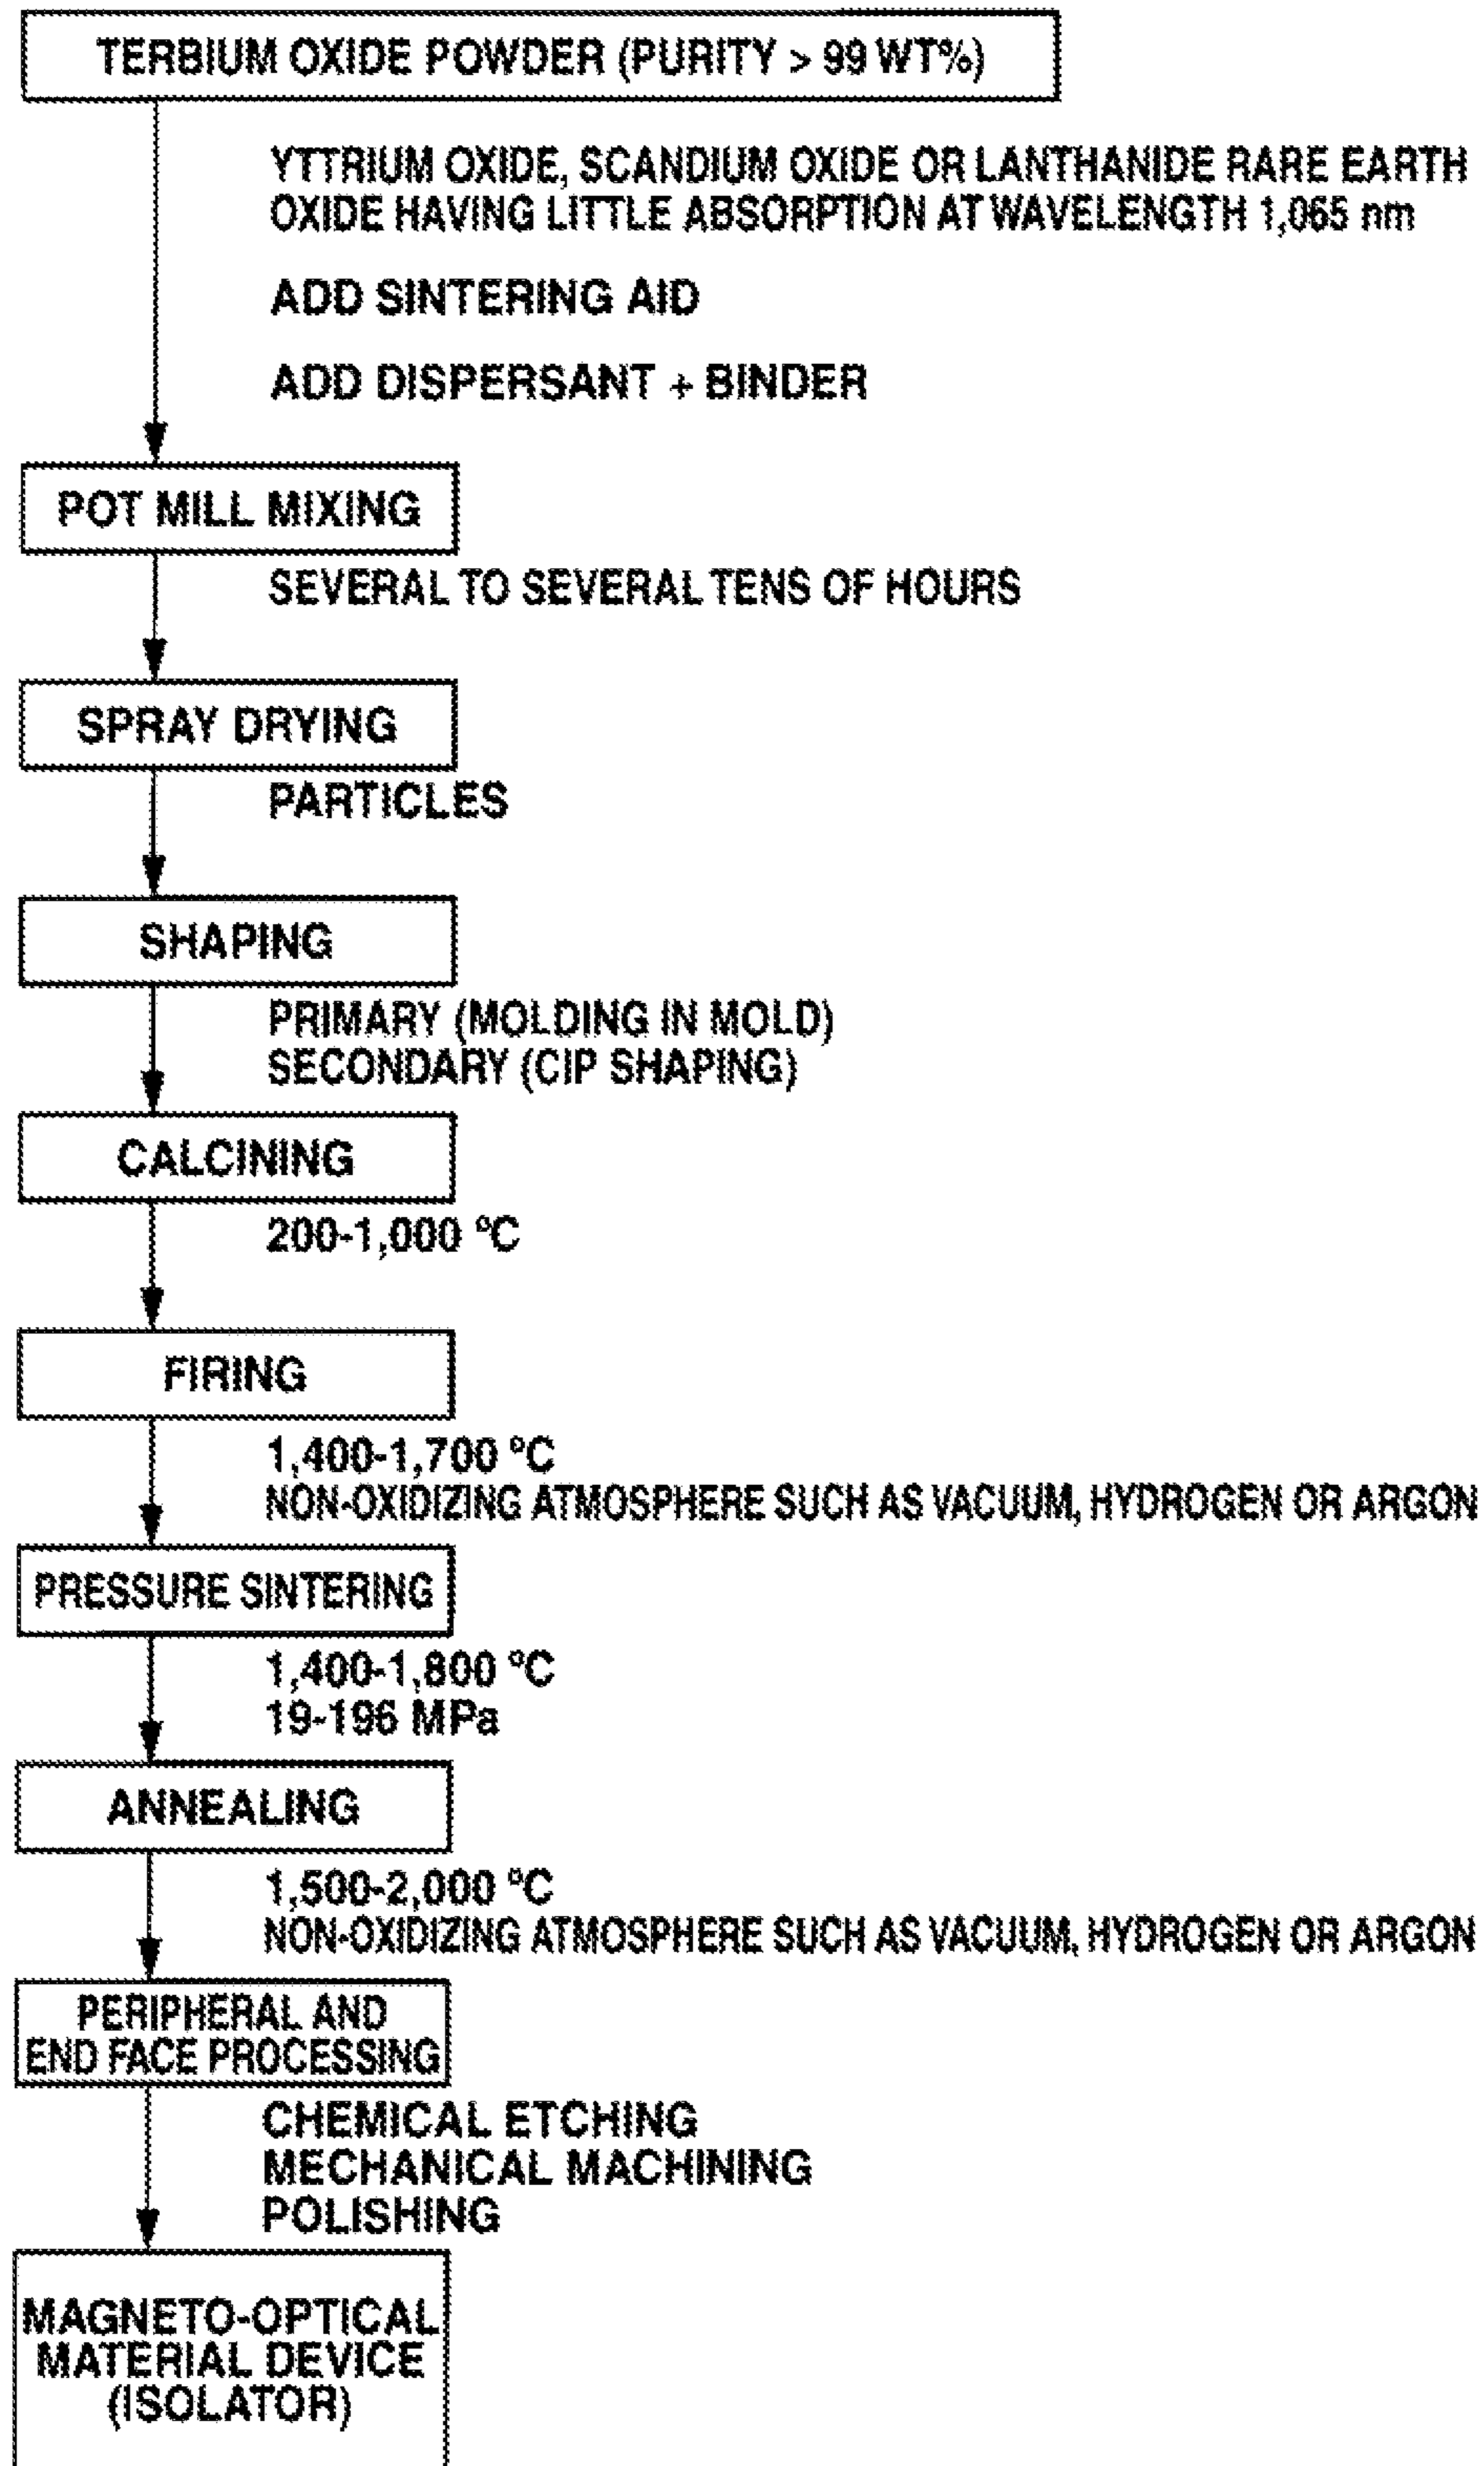 TERBIUM OXIDE POWDER (PURITY > 99 WT%)
YTTRIUM OXIDE, SCANDIUM OXIDE OR LANTHANIDE RARE EARTH
OXIDE HAVING LITTLE ABSORPTION AT WAVELENGTH 1,065 nm
ADD SINTERING AID
ADD DISPERSANT + BINDER
POT MILL MIXING
SEVERAL TO SEVERAL TENS OF HOURS
SPRAY DRYING
PARTICLES
SHAPING
PRIMARY (MOLDING IN MOLD)
SECONDARY (CIP SHAPING)
CALCINING
200-1,000 ºC
FIRING
1,400-1,700 ºC
NON-OXIDIZING ATMOSPHERE SUCH AS VACUUM, HYDROGEN OR ARGON
PRESSURE SINTERING
1,400-1,800 ºC
19-196 MPa
ANNEALING
1,500-2,000 ºC
NON-OXIDIZING ATMOSPHERE SUCH AS VACUUM, HYDROGEN OR ARGON
PERIPHERAL AND
END FACE PROCESSING
CHEMICAL ETCHING
MECHANICAL MACHINING
POLISHING
MAGNETO-OPTICAL
MATERIAL DEVICE
(ISOLATOR)